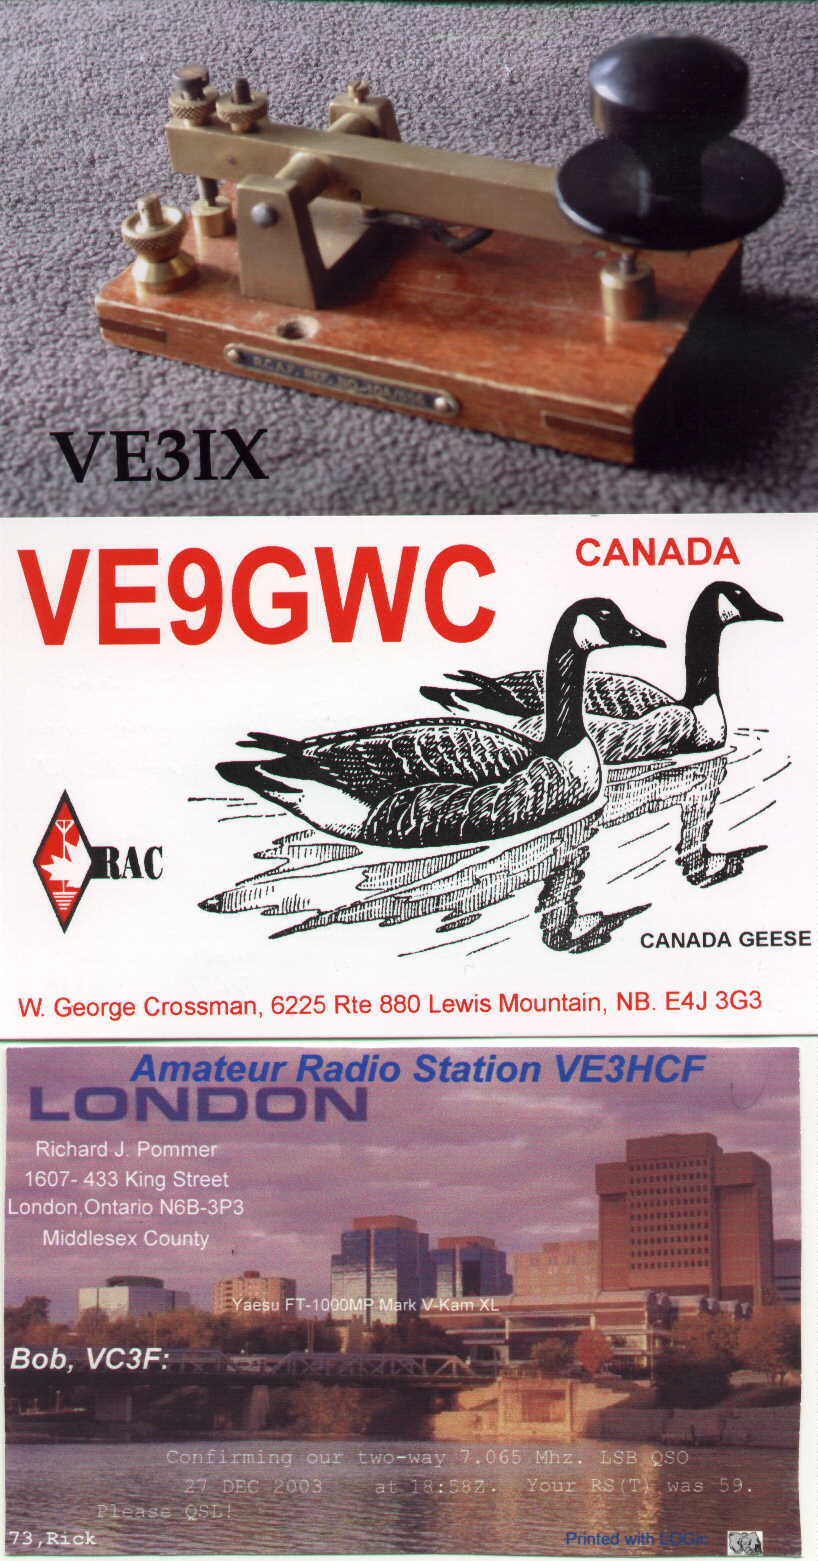 R.C.A.F. REF. NO.
VE3IX
VE9GWC
CANADA
RAC
CANADA GEESE
W. George Crossman, 6225 Rte 880 Lewis Mountain, NB. E4J 3G3
Amateur Radio Station VE3HCF
LONDON
Richard J. Pommer
1607- 433 King Street
London,Ontario N6B-3P3
Middlesex County
Yaesu FT-1000MP Mark V-Kam XL
Bob, VC3F:
Confirming our two-way 7.065 Mhz. LSB QSO
27 DEC 2003 at 18:58Z. Your RS(T) was 59.
Please QSL!
73,Rick
Printed with